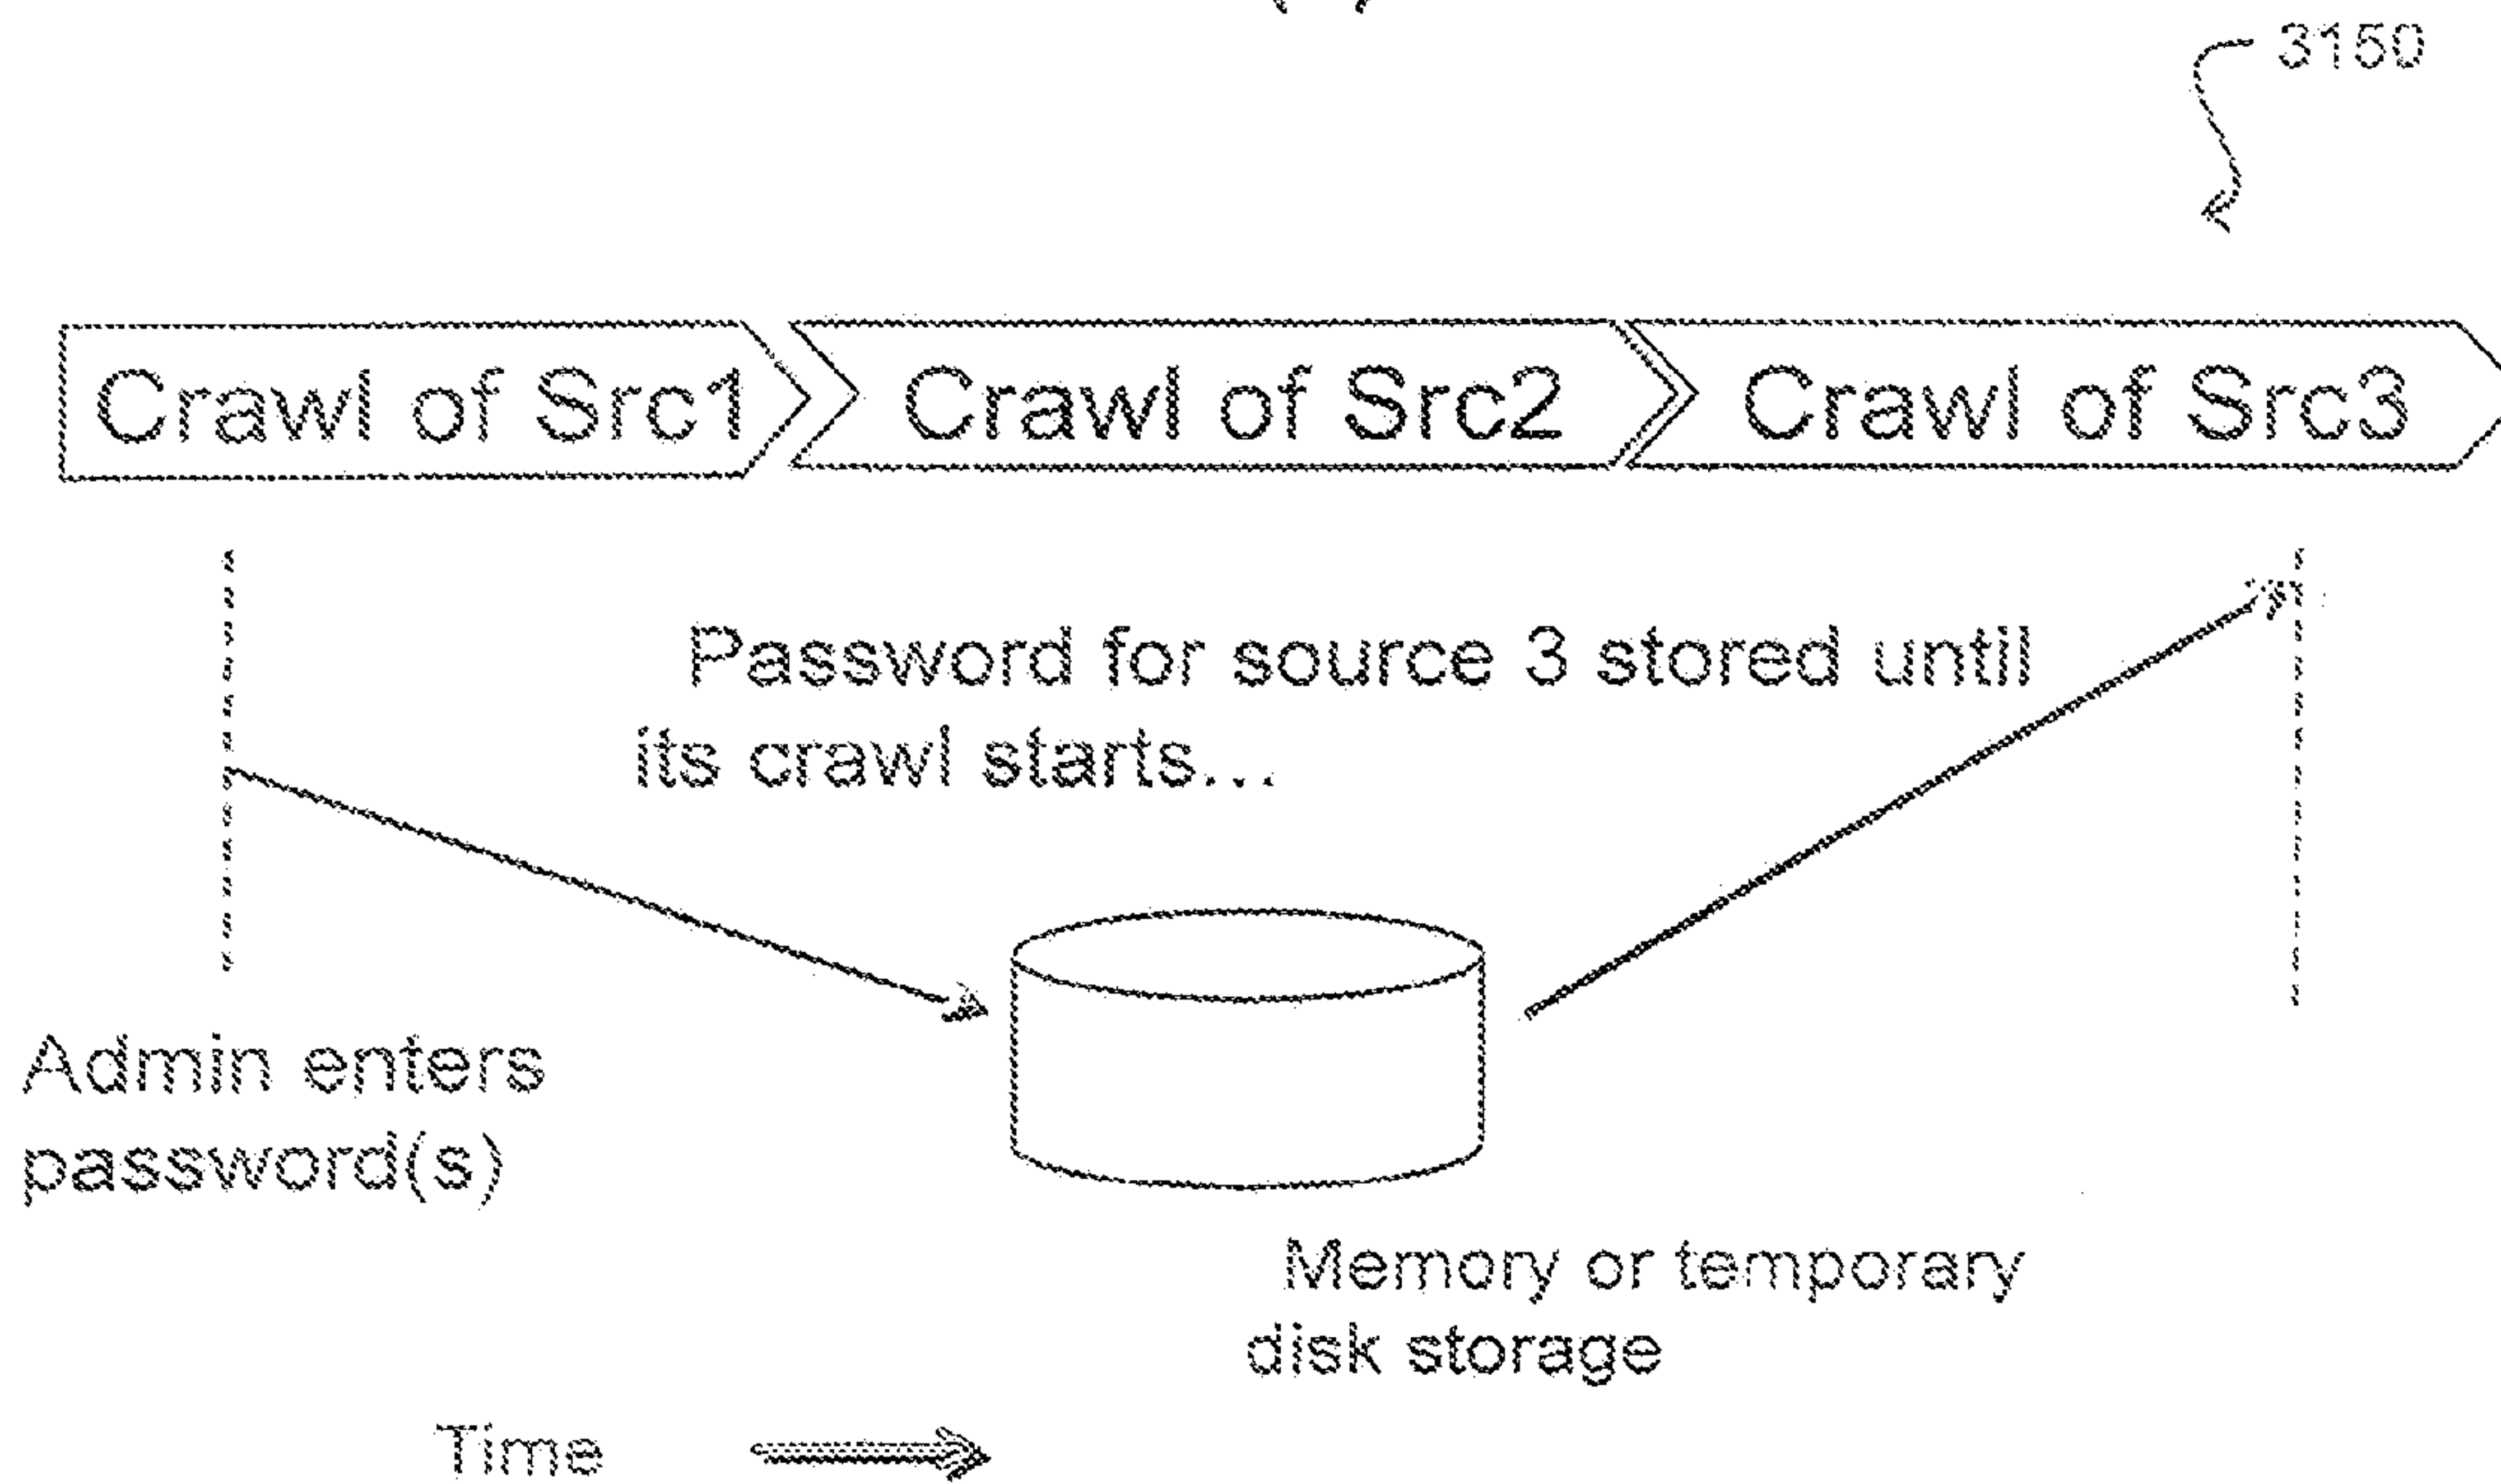 3150
Crawl of Src1
Crawl of Src2
Crawl of Src3
Password for source 3 stored until
its crawl starts...
Admin enters
password(s)
Memory or temporary
disk storage
Time